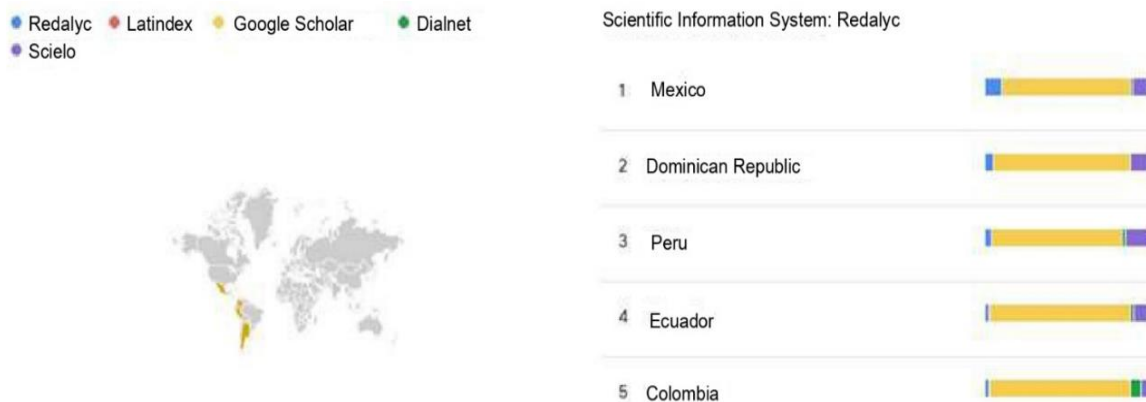 Redalyc Latindex Google Scholar Dialnet
Scielo
Scientific Information System: Redalyc
1 Mexico
2 Dominican Republic
3 Peru
4 Ecuador
5 Colombia